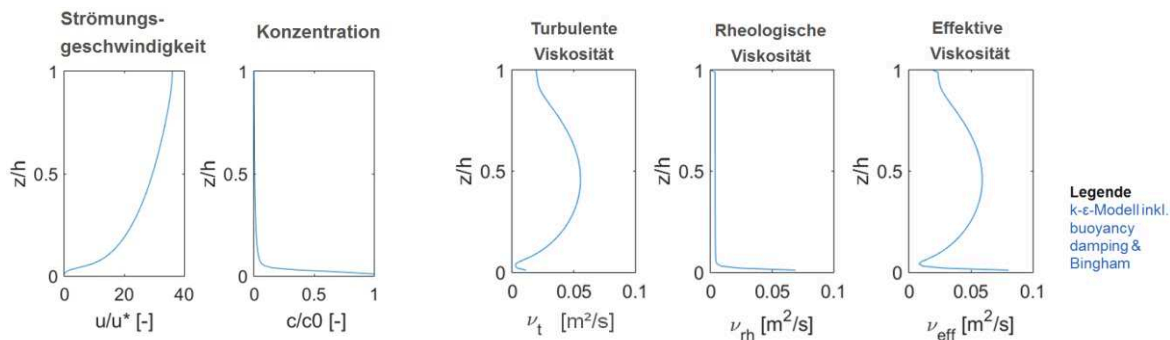 Strömungs-
geschwindigkeit
Konzentration
Turbulente
Viskosität
Rheologische
Viskosität
Effektive
Viskosität
1
0.5
0
z/h
0
20
40
u/u* [-]
1
0.5
0
z/h
0
0.5
1
c/c0 [-]
1
0.5
0
z/h
0
0.05
0.1
ν_t [m²/s]
1
0.5
0
z/h
0
0.05
0.1
ν_rh [m²/s]
1
0.5
0
z/h
0
0.05
0.1
ν_eff [m²/s]
Legende
k-ε-Modell inkl.
buoyancy
damping &
Bingham